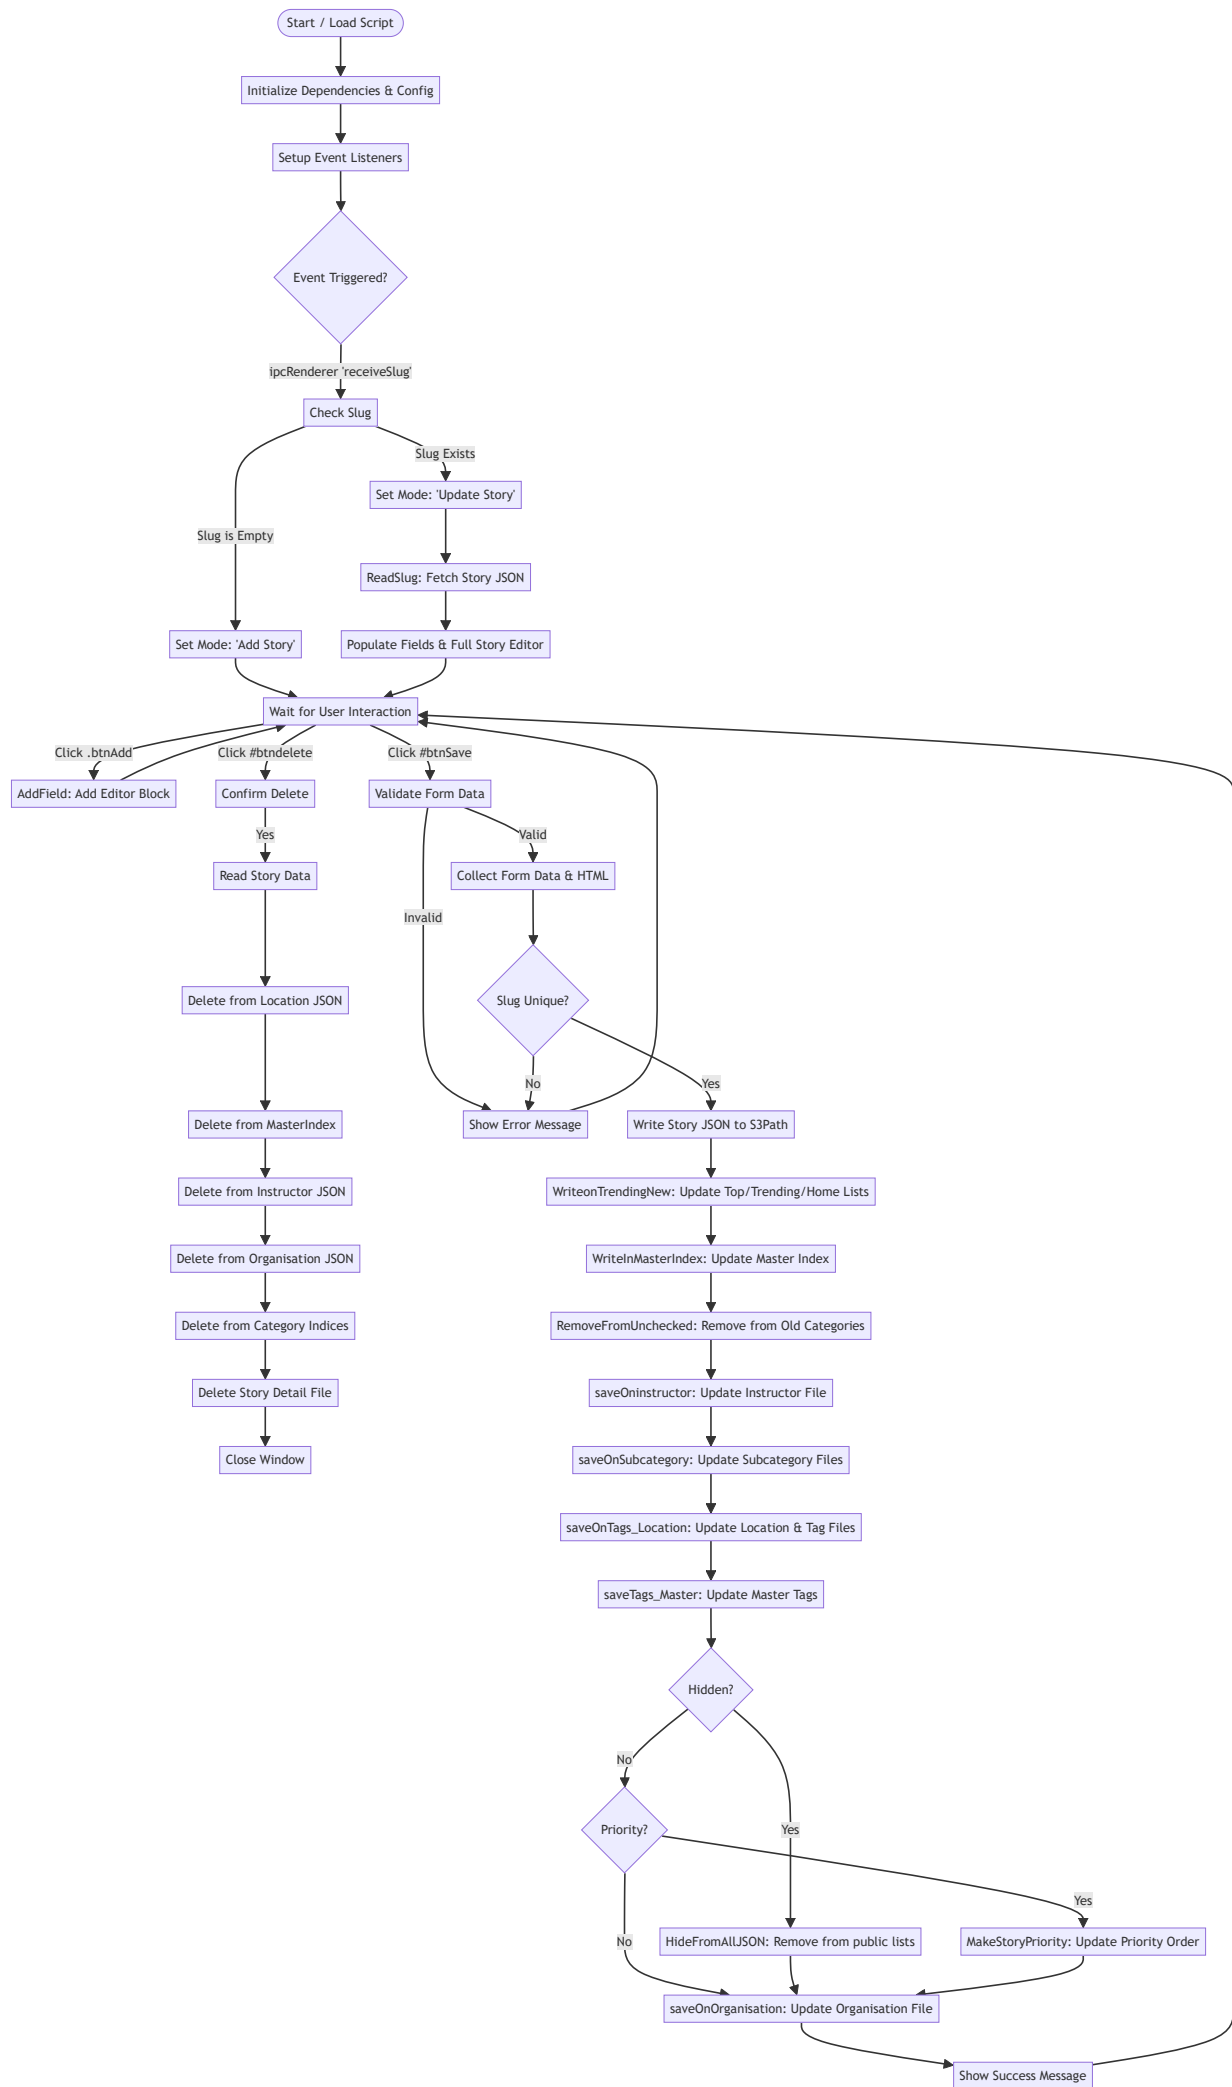 Start / Load Script
Initialize Dependencies & Config
Setup Event Listeners
Event Triggered?
ipcRenderer 'receiveSlug'
Check Slug
Slug Exists
Set Mode: 'Update Story'
Slug is Empty
ReadSlug: Fetch Story JSON
Set Mode: 'Add Story'
Populate Fields & Full Story Editor
Wait for User Interaction
Click .btnAdd
Click #btndelete
Click #btnSave
AddField: Add Editor Block
Confirm Delete
Validate Form Data
Yes
Valid
Read Story Data
Collect Form Data & HTML
Invalid
Delete from Location JSON
Slug Unique?
No
Yes
Delete from MasterIndex
Show Error Message
Write Story JSON to S3Path
Delete from Instructor JSON
WriteonTrendingNew: Update Top/Trending/Home Lists
Delete from Organisation JSON
WriteInMasterIndex: Update Master Index
Delete from Category Indices
RemoveFromUnchecked: Remove from Old Categories
Delete Story Detail File
saveOninstructor: Update Instructor File
Close Window
saveOnSubcategory: Update Subcategory Files
saveOnTags_Location: Update Location & Tag Files
saveTags_Master: Update Master Tags
Hidden?
No
Priority?
Yes
Yes
No
HideFromAllJSON: Remove from public lists
MakeStoryPriority: Update Priority Order
saveOnOrganisation: Update Organisation File
Show Success Message